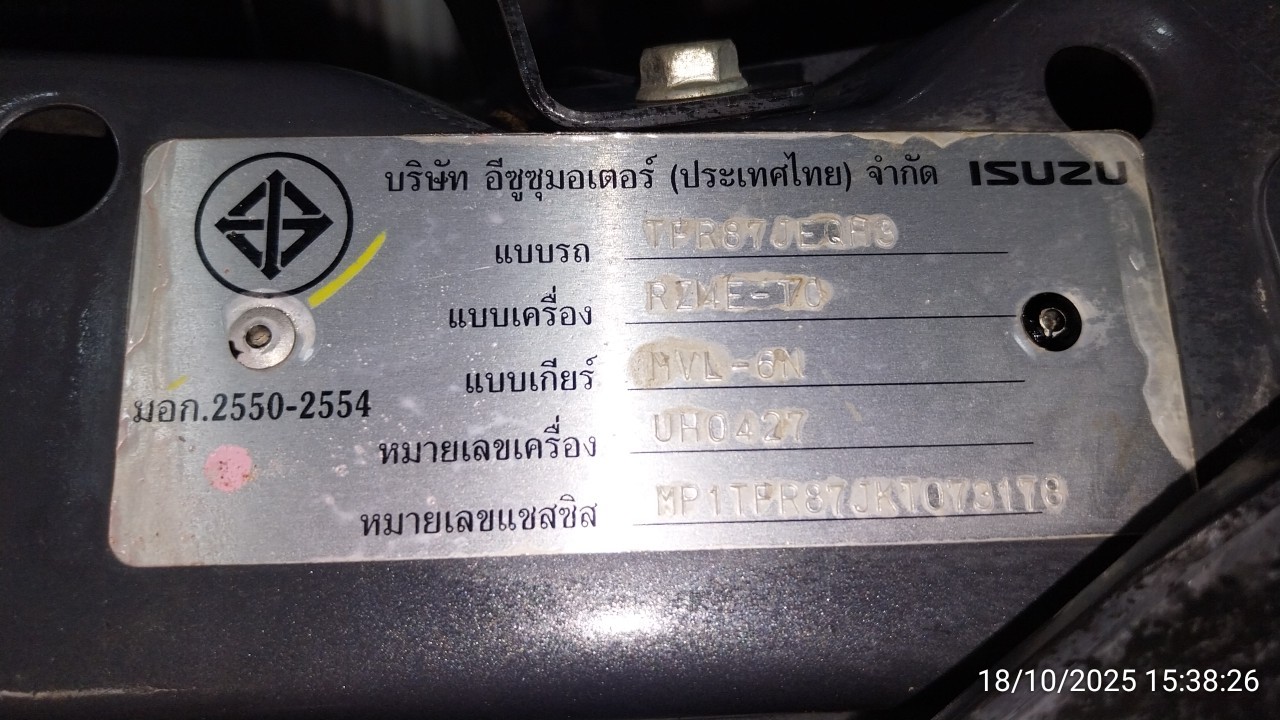 บริษัท อีซูซุมอเตอร์ (ประเทศไทย) จำกัด ISUZU
แบบรถ
แบบเครื่อง RZ4E-TC
แบบเกียร์ MVL-6N
มอก.2550-2554
หมายเลขเครื่อง UH0427
หมายเลขแชสซิส
18/10/2025 15:38:26